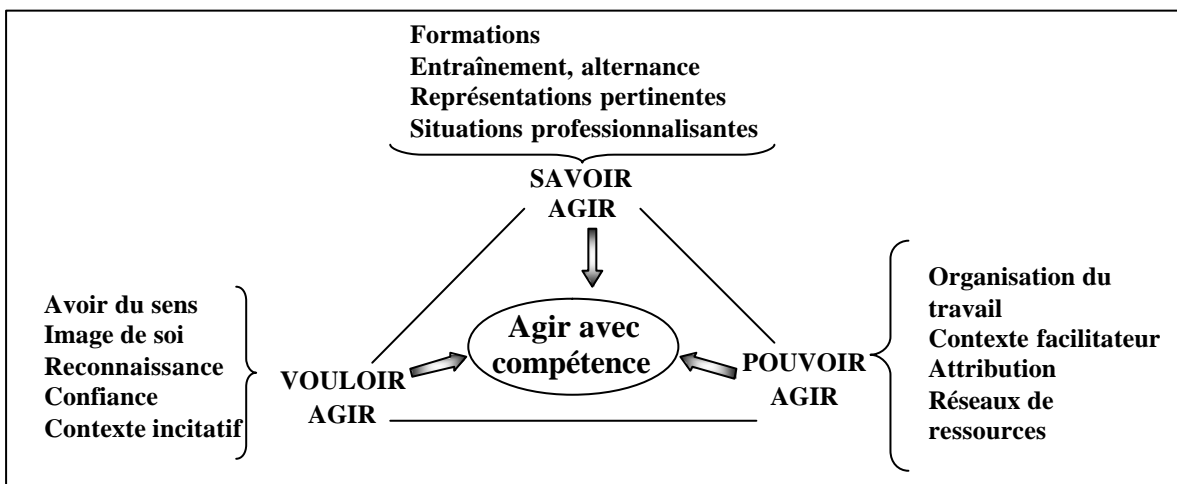 Formations
Entraînement, alternance
Représentations pertinentes
Situations professionnalisantes
SAVOIR
AGIR
Avoir du sens
Image de soi
Reconnaissance
Confiance
Contexte incitatif
VOULOIR
AGIR
Agir avec
compétence
POUVOIR
AGIR
Organisation du
travail
Contexte facilitateur
Attribution
Réseaux de
ressources